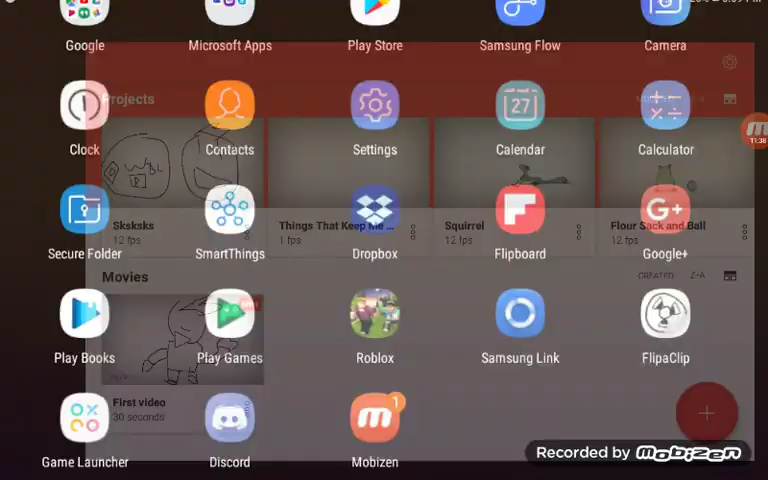 Google Microsoft Apps Play Store Samsung Flow Camera
Projects
27
11:38
Clock Contacts Settings Calendar Calculator
Sksksks Things That Keep Me ... Squirrel Flour Sack and Ball
12 fps 1 fps 12 fps 12 fps
Secure Folder SmartThings Dropbox Flipboard Google+
Movies CREATED Z-A
Play Books Play Games Roblox Samsung Link FlipaClip
First video
30 seconds
1
Game Launcher Discord Mobizen
Recorded by mobizen